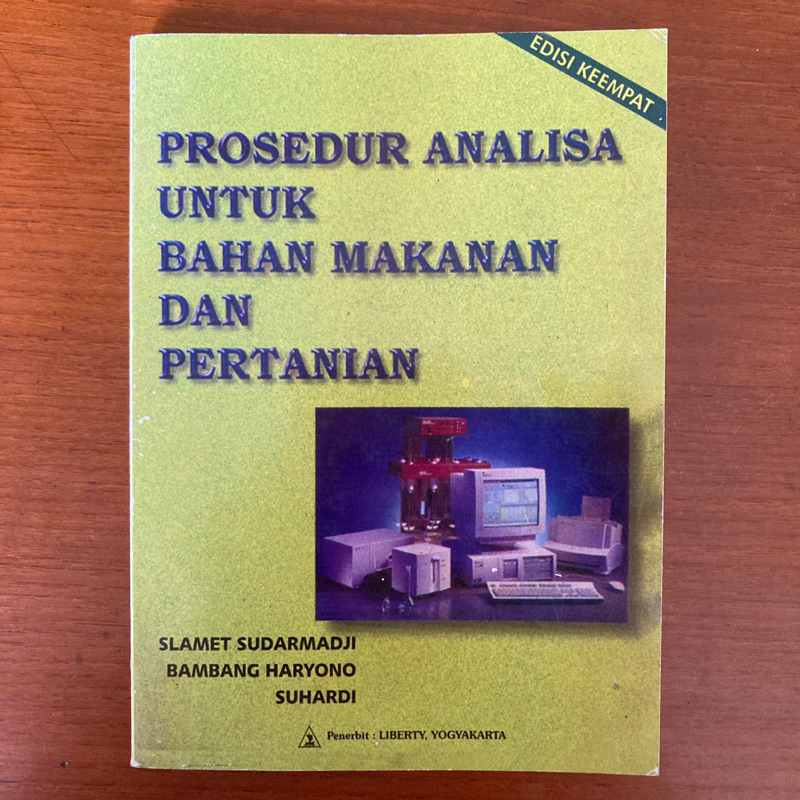 EDISI KEEMPAT
PROSEDUR ANALISA
UNTUK
BAHAN MAKANAN
DAN
PERTANIAN
SLAMET SUDARMADJI
BAMBANG HARYONO
SUHARDI
Penerbit : LIBERTY, YOGYAKARTA